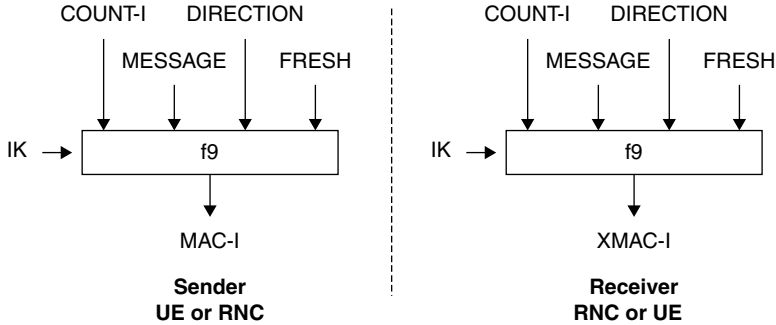 COUNT-I DIRECTION COUNT-I DIRECTION
MESSAGE FRESH MESSAGE FRESH
IK f9 IK f9
MAC-I XMAC-I
Sender Receiver
UE or RNC RNC or UE